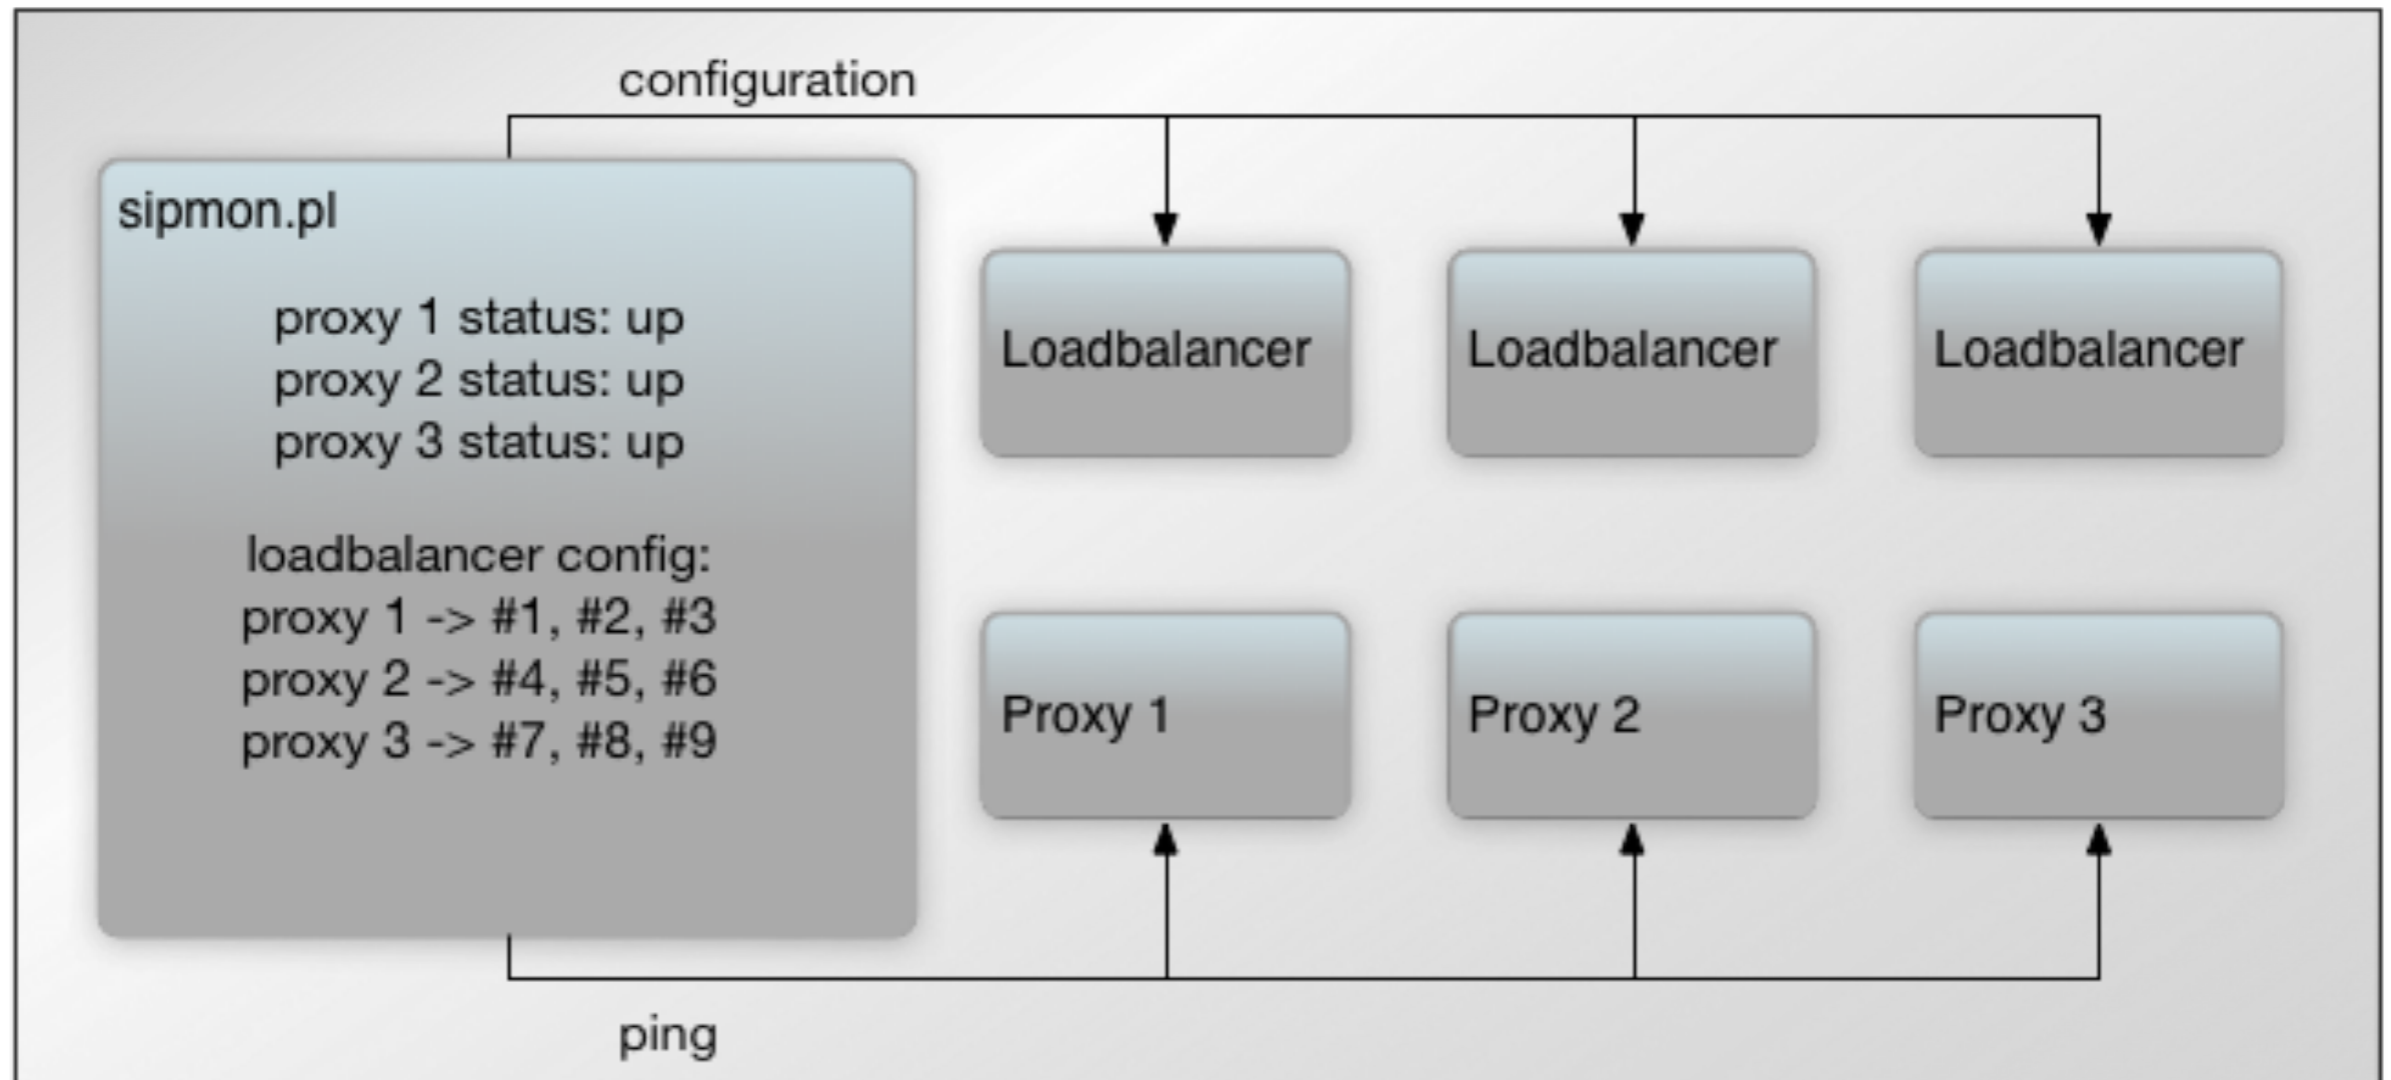 configuration
sipmon.pl
proxy 1 status: up
proxy 2 status: up
proxy 3 status: up
loadbalancer config:
proxy 1 -> #1, #2, #3
proxy 2 -> #4, #5, #6
proxy 3 -> #7, #8, #9
Loadbalancer
Loadbalancer
Loadbalancer
Proxy 1
Proxy 2
Proxy 3
ping